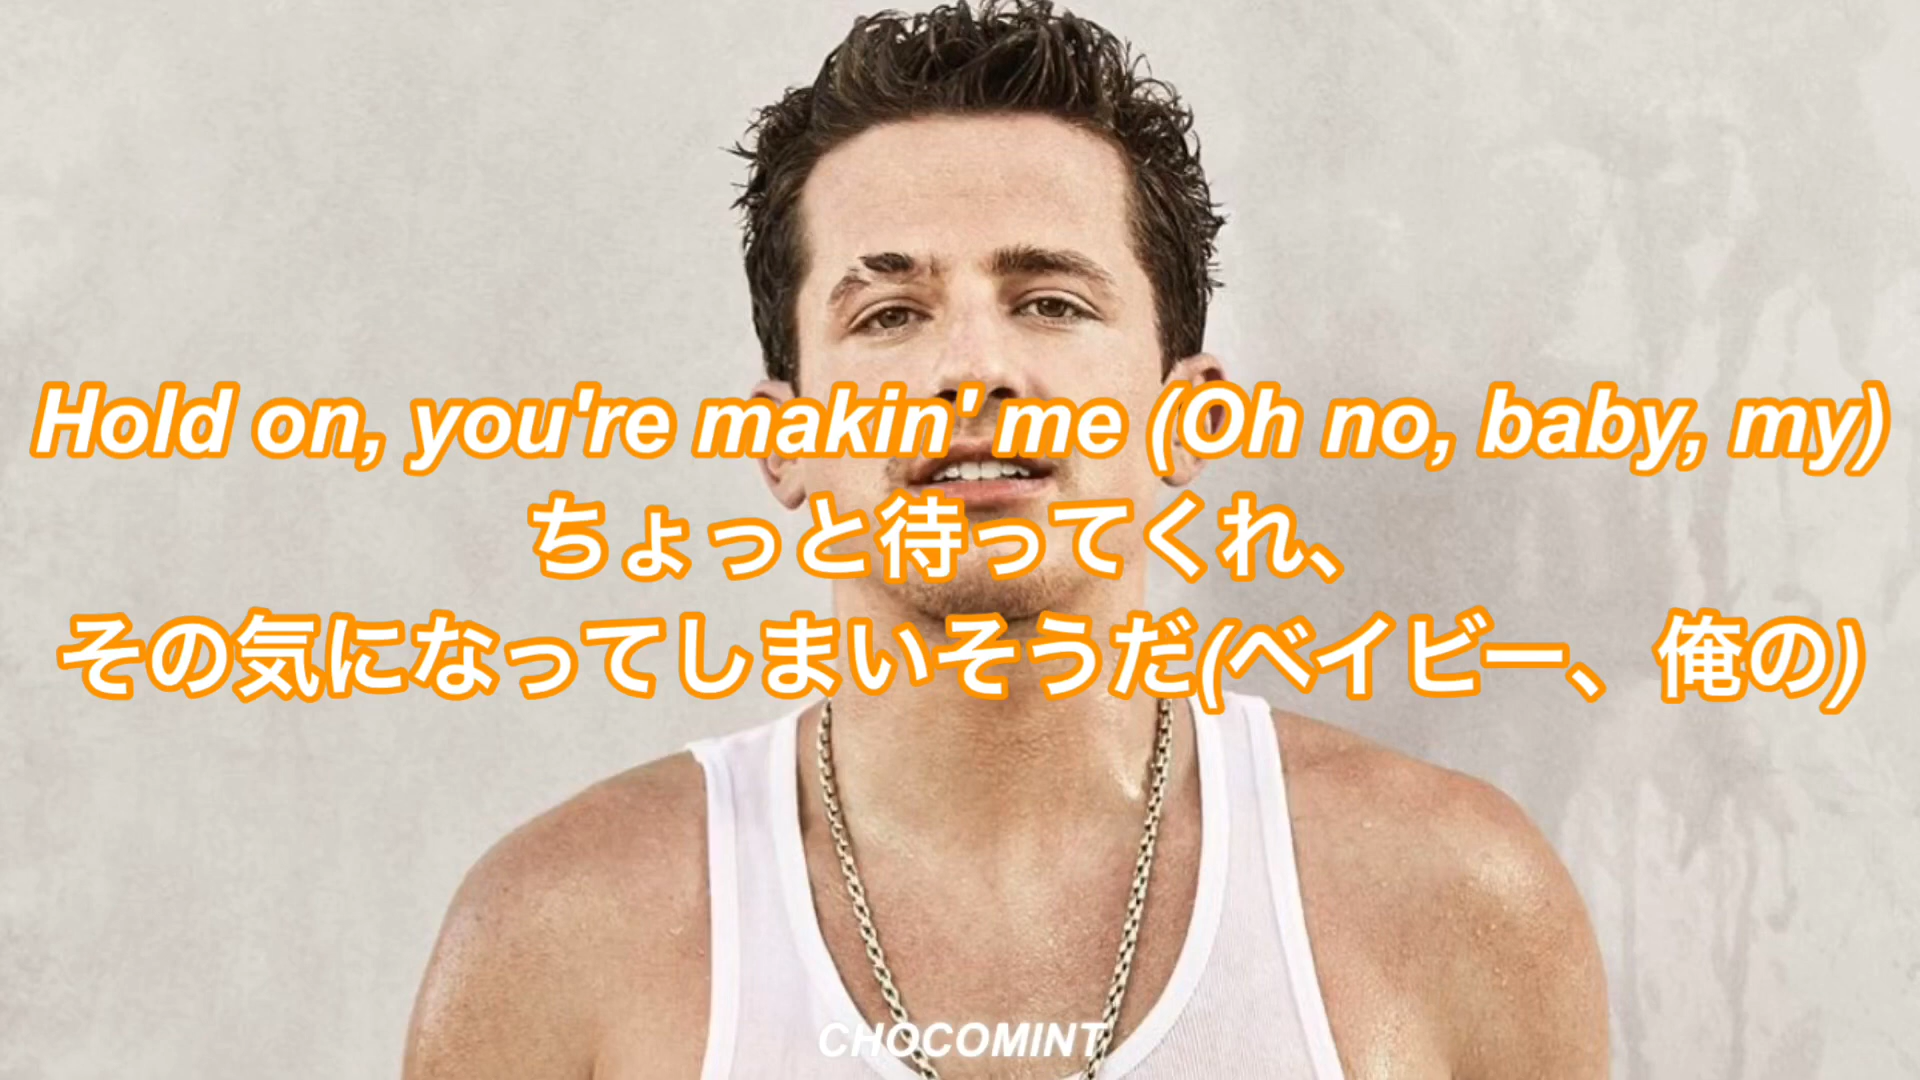 Hold on, you're makin' me (Oh no, baby, my)
ちょっと待ってくれ、
その気になってしまいそうだ(ベイビー、俺の)
CHOCOMINT